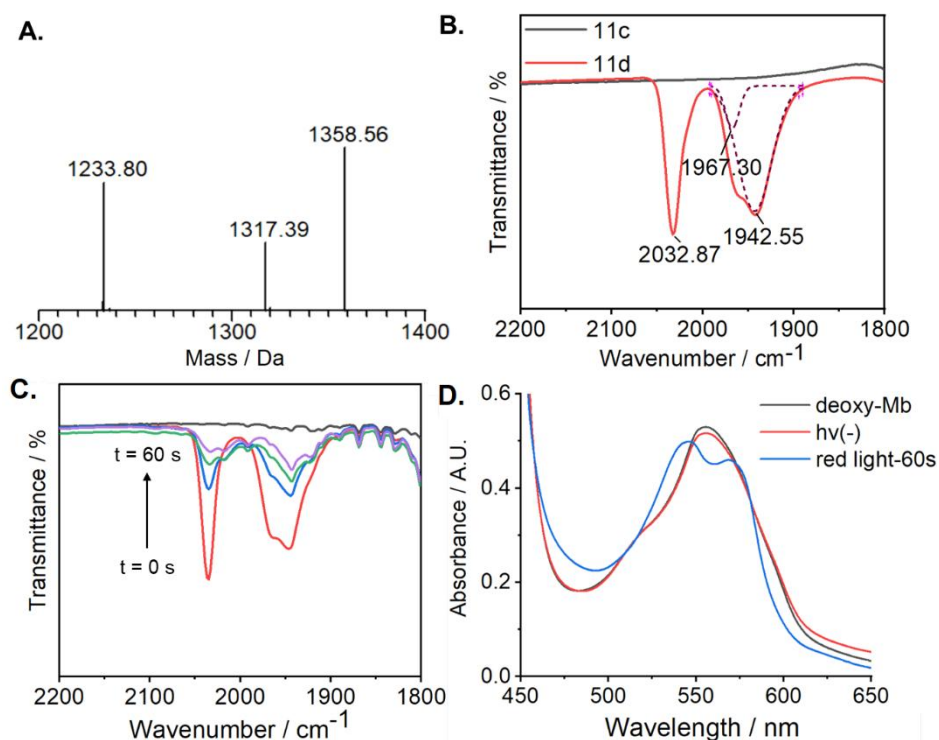 A.
1358.56
1233.80
1317.39
1200 1300 1400
Mass / Da
B.
11c
11d
Transmittance / %
1967.30
2032.87
1942.55
2200 2100 2000 1900 1800
Wavenumber / cm-1
C.
Transmittance / %
t = 60 s
t = 0 s
2200 2100 2000 1900 1800
Wavenumber / cm-1
D.
0.6
deoxy-Mb
hv(-)
red light-60s
0.4
Absorbance / A.U.
0.2
0.0
450 500 550 600 650
Wavelength / nm